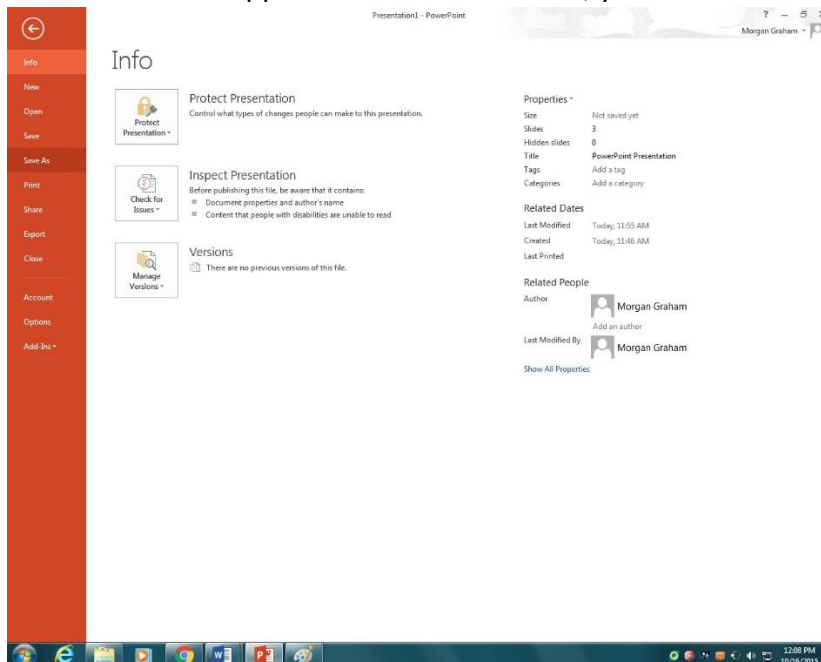 Presentation1 - PowerPoint
?
Morgan Graham
Info
New
Open
Save
Save As
Print
Share
Export
Close
Account
Options
Add-Ins
Info
Protect Presentation
Protect Presentation
Control what types of changes people can make to this presentation.
Check for Issues
Inspect Presentation
Before publishing this file, be aware that it contains:
Document properties and author's name
Content that people with disabilities are unable to read
Manage Versions
Versions
There are no previous versions of this file.
Properties
Size Not saved yet
Slides 3
Hidden slides 0
Title PowerPoint Presentation
Tags Add a tag
Categories Add a category
Related Dates
Last Modified Today, 11:55 AM
Created Today, 11:46 AM
Last Printed
Related People
Author Morgan Graham
Add an author
Last Modified By Morgan Graham
Show All Properties
12:08 PM
10/16/2015